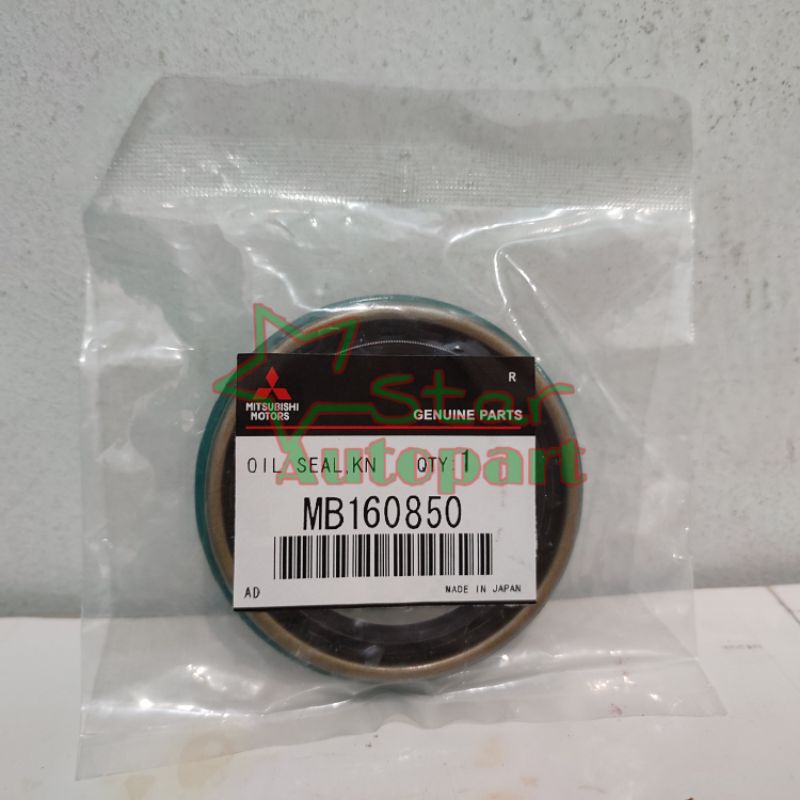 R
MITSUBISHI
MOTORS
GENUINE PARTS
Star
Autopart
OIL SEAL,KN QTY:1
MB160850
AD
MADE IN JAPAN